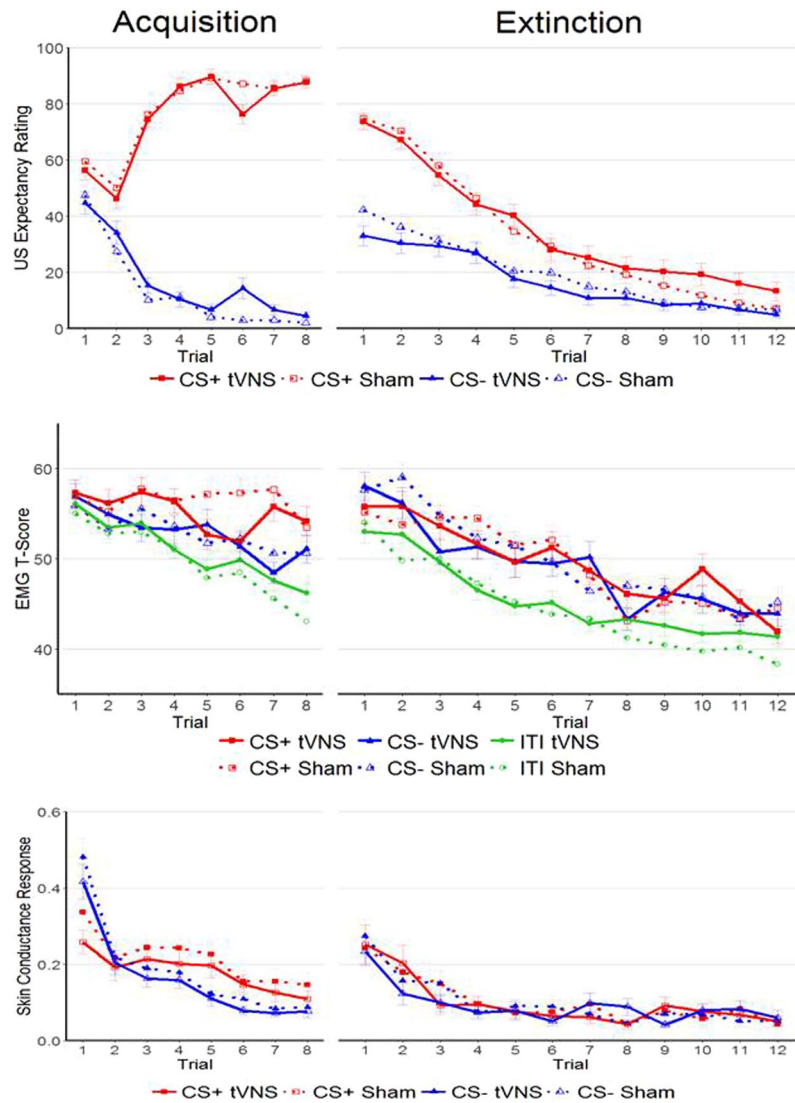 Acquisition Extinction
US Expectancy Rating
100
80
60
40
20
0
1 2 3 4 5 6 7 8 1 2 3 4 5 6 7 8 9 10 11 12
Trial Trial
CS+ tVNS CS+ Sham CS- tVNS CS- Sham
EMG T-Score
60
50
40
1 2 3 4 5 6 7 8 1 2 3 4 5 6 7 8 9 10 11 12
Trial Trial
CS+ tVNS CS- tVNS ITI tVNS
CS+ Sham CS- Sham ITI Sham
Skin Conductance Response
0.6
0.4
0.2
0.0
1 2 3 4 5 6 7 8 1 2 3 4 5 6 7 8 9 10 11 12
Trial Trial
CS+ tVNS CS+ Sham CS- tVNS CS- Sham